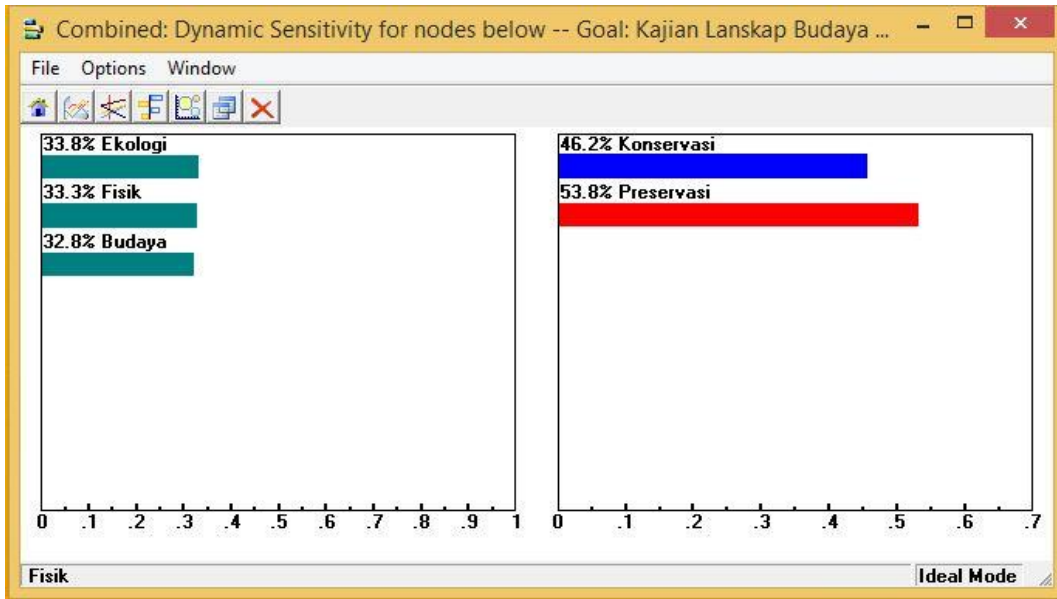 Combined: Dynamic Sensitivity for nodes below -- Goal: Kajian Lanskap Budaya ...
File Options Window
33.8% Ekologi
33.3% Fisik
32.8% Budaya
0 .1 .2 .3 .4 .5 .6 .7 .8 .9 1
46.2% Konservasi
53.8% Preservasi
0 .1 .2 .3 .4 .5 .6 .7
Fisik
Ideal Mode